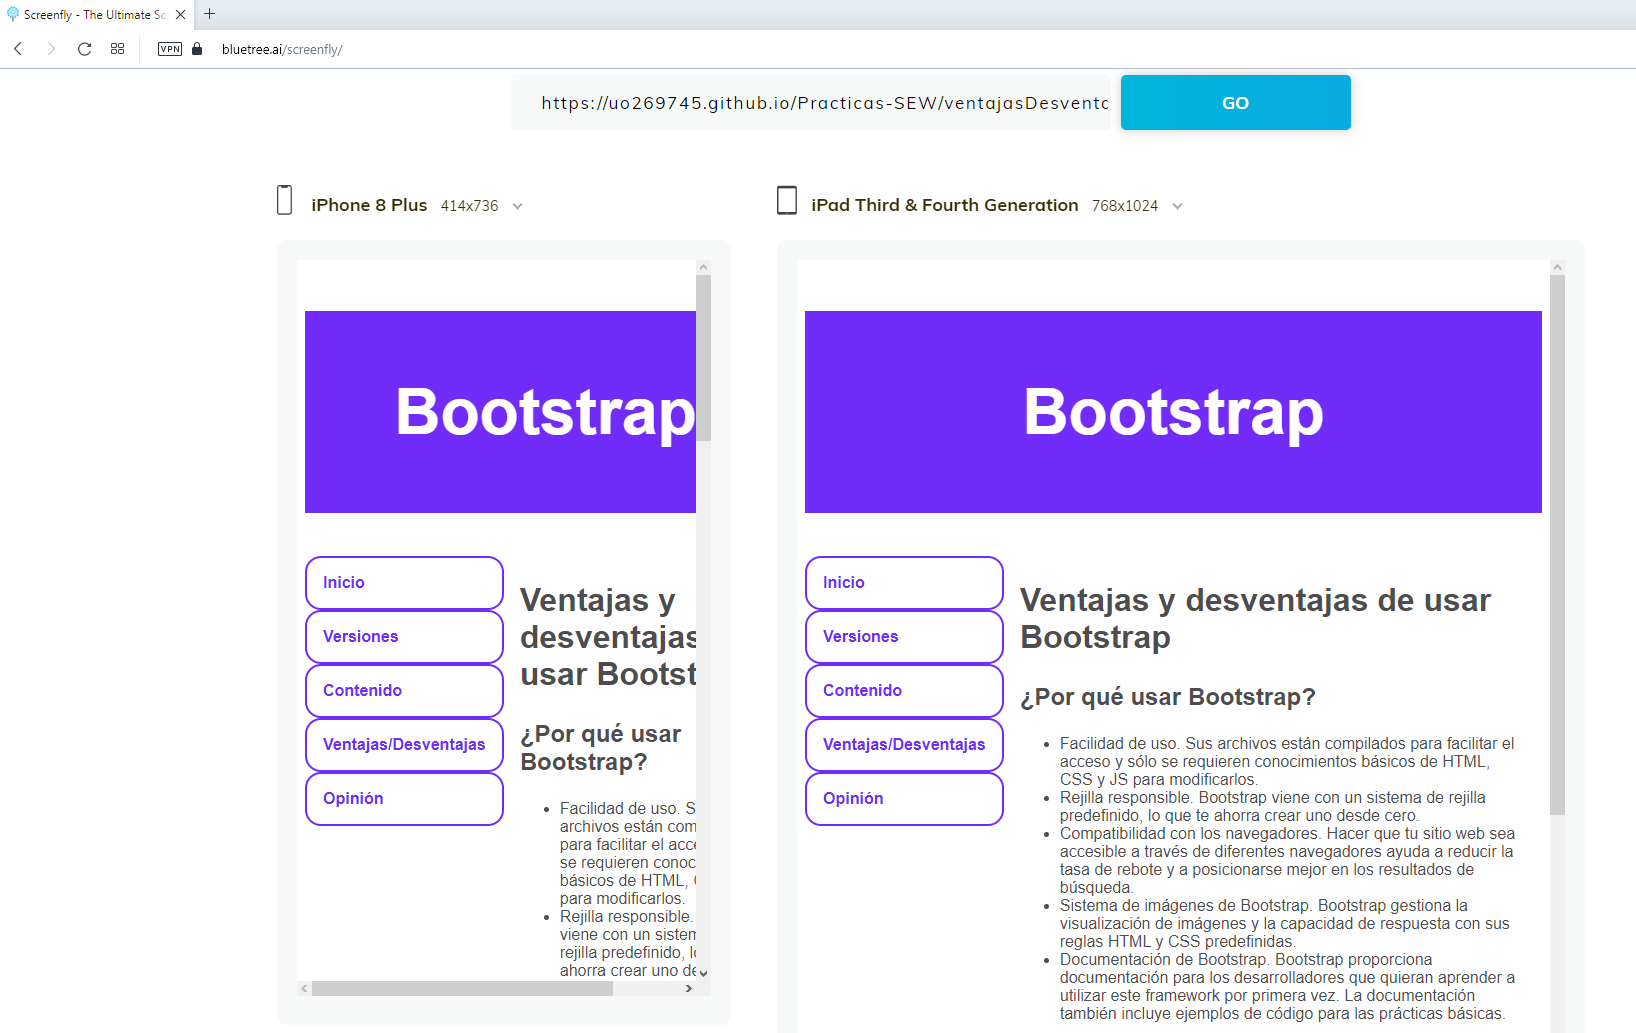 Screenfly - The Ultimate Sc
VPN
bluetree.ai/screenfly/
https://uo269745.github.io/Practicas-SEW/ventajasDesventa
GO
iPhone 8 Plus 414x736
Bootstrap
Inicio
Versiones
Contenido
Ventajas/Desventajas
Opinión
Ventajas y
desventajas
usar Bootst
¿Por qué usar
Bootstrap?
Facilidad de uso. S
archivos están com
para facilitar el acce
se requieren conoc
básicos de HTML,
para modificarlos.
Rejilla responsible.
viene con un sistem
rejilla predefinido, lo
ahorra crear uno de
iPad Third & Fourth Generation 768x1024
Bootstrap
Inicio
Versiones
Contenido
Ventajas/Desventajas
Opinión
Ventajas y desventajas de usar
Bootstrap
¿Por qué usar Bootstrap?
Facilidad de uso. Sus archivos están compilados para facilitar el
acceso y sólo se requieren conocimientos básicos de HTML,
CSS y JS para modificarlos.
Rejilla responsible. Bootstrap viene con un sistema de rejilla
predefinido, lo que te ahorra crear uno desde cero.
Compatibilidad con los navegadores. Hacer que tu sitio web sea
accesible a través de diferentes navegadores ayuda a reducir la
tasa de rebote y a posicionarse mejor en los resultados de
búsqueda.
Sistema de imágenes de Bootstrap. Bootstrap gestiona la
visualización de imágenes y la capacidad de respuesta con sus
reglas HTML y CSS predefinidas.
Documentación de Bootstrap. Bootstrap proporciona
documentación para los desarrolladores que quieran aprender a
utilizar este framework por primera vez. La documentación
también incluye ejemplos de código para las prácticas básicas.